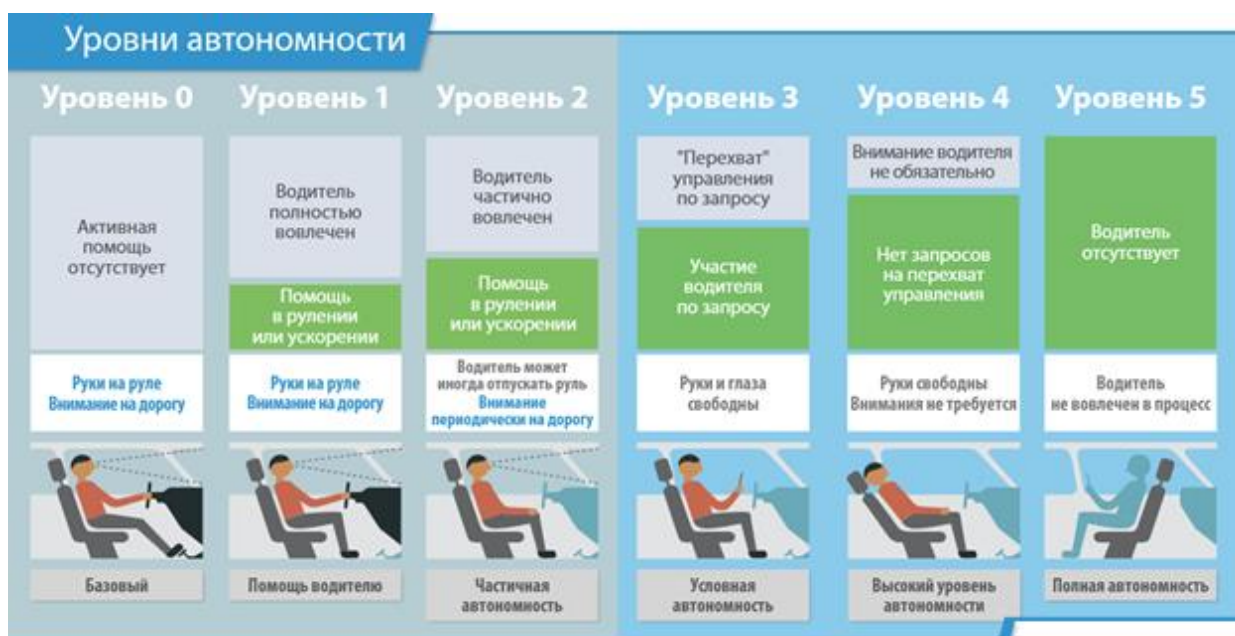 Уровни автономности
Уровень 0
Уровень 1
Уровень 2
Уровень 3
Уровень 4
Уровень 5
Активная
помощь
отсутствует
Руки на руле
Внимание на дорогу
Базовый
Водитель
полностью
вовлечен
Помощь
в рулении
или ускорении
Руки на руле
Внимание на дорогу
Помощь водителю
Водитель
частично
вовлечен
Помощь
в рулении
или ускорении
Водитель может
иногда отпускать руль
Внимание
периодически на дорогу
Частичная
автономность
"Перехват"
управления
по запросу
Участие
водителя
по запросу
Руки и глаза
свободны
Условная
автономность
Внимание водителя
не обязательно
Нет запросов
на перехват
управления
Руки свободны
Внимания не требуется
Высокий уровень
автономности
Водитель
отсутствует
Водитель
не вовлечен в процесс
Полная автономность